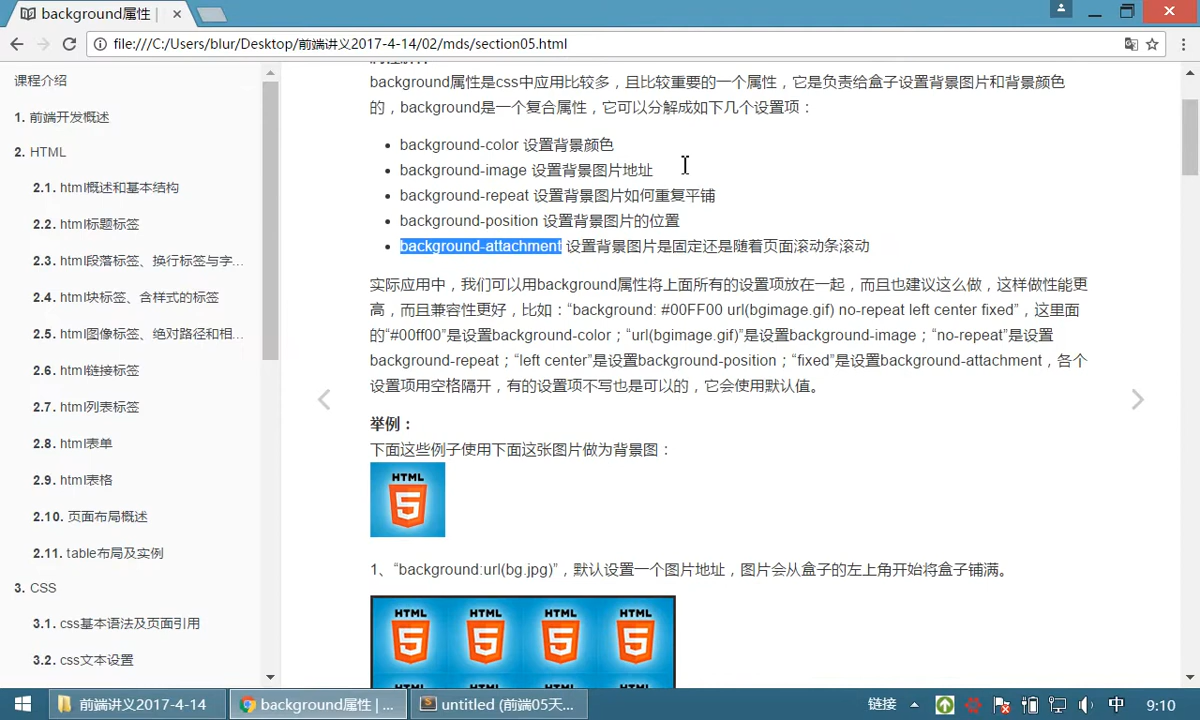 background属性 |
file:///C:/Users/blur/Desktop/前端讲义2017-4-14/02/mds/section05.html
课程介绍
1. 前端开发概述
2. HTML
2.1. html概述和基本结构
2.2. html标题标签
2.3. html段落标签、换行标签与字...
2.4. html块标签、含样式的标签
2.5. html图像标签、绝对路径和相...
2.6. html链接标签
2.7. html列表标签
2.8. html表单
2.9. html表格
2.10. 页面布局概述
2.11. table布局及实例
3. CSS
3.1. css基本语法及页面引用
3.2. css文本设置
background属性是css中应用比较多，且比较重要的一个属性，它是负责给盒子设置背景图片和背景颜色
的，background是一个复合属性，它可以分解成如下几个设置项：
background-color 设置背景颜色
background-image 设置背景图片地址
background-repeat 设置背景图片如何重复平铺
background-position 设置背景图片的位置
background-attachment 设置背景图片是固定还是随着页面滚动条滚动
实际应用中，我们可以用background属性将上面所有的设置项放在一起，而且也建议这么做，这样做性能更
高，而且兼容性更好，比如：“background: #00FF00 url(bgimage.gif) no-repeat left center fixed”，这里面
的“#00ff00”是设置background-color；“url(bgimage.gif)”是设置background-image；“no-repeat”是设置
background-repeat；“left center”是设置background-position；“fixed”是设置background-attachment，各个
设置项用空格隔开，有的设置项不写也是可以的，它会使用默认值。
举例：
下面这些例子使用下面这张图片做为背景图：
HTML
5
1、“background:url(bg.jpg)”，默认设置一个图片地址，图片会从盒子的左上角开始将盒子铺满。
HTML HTML HTML HTML
5 5 5 5
前端讲义2017-4-14
background属性 | ...
untitled (前端05天...
链接
中
9:10